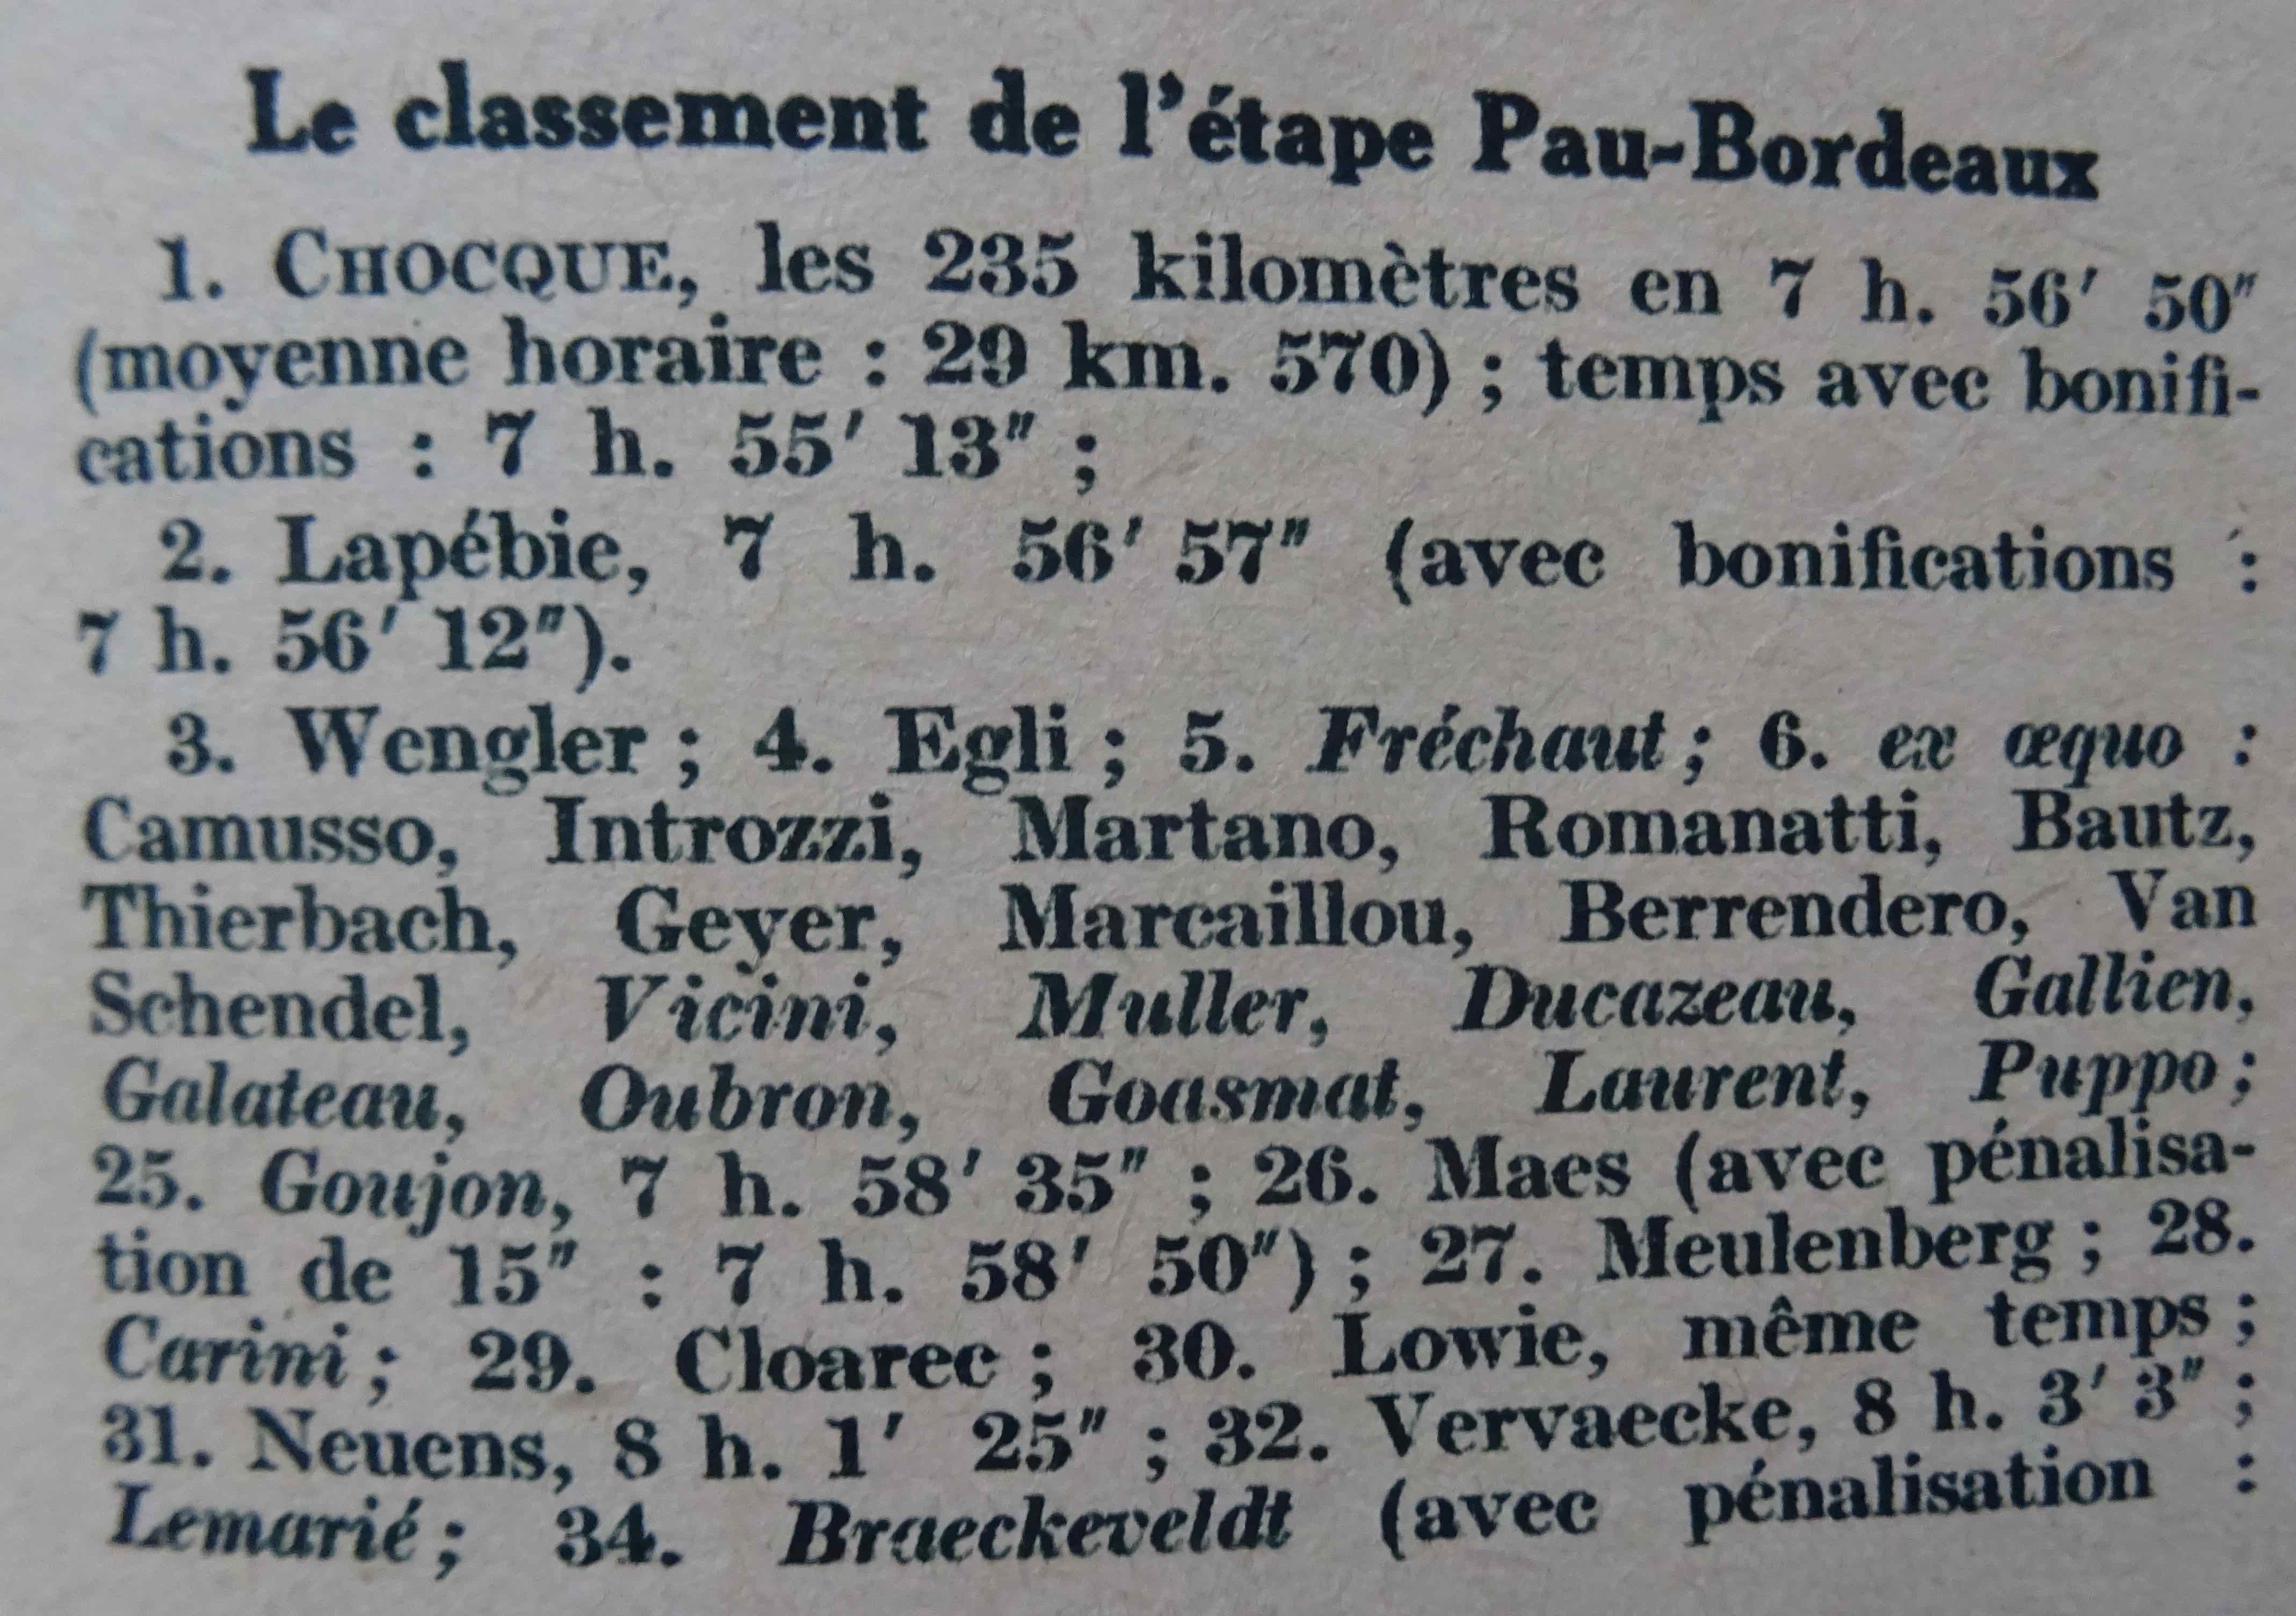 Le classement de l'étape Pau-Bordeaux
1. CHOCQUE, les 235 kilomètres en 7 h. 56' 50"
(moyenne horaire : 29 km. 570) ; temps avec bonifi-
cations : 7 h. 55' 13" ;
2. Lapébie, 7 h. 56' 57" (avec bonifications :
7 h. 56' 12").
3. Wengler ; 4. Egli ; 5. Fréchaut ; 6. ex æquo :
Camusso, Introzzi, Martano, Romanatti, Bautz,
Thierbach, Geyer, Marcaillou, Berrendero, Van
Schendel, Vicini, Muller, Ducazeau, Gallien,
Galateau, Oubron, Goasmat, Laurent, Puppo ;
25. Goujon, 7 h. 58' 35" ; 26. Maes (avec pénalisa-
tion de 15" : 7 h. 58' 50") ; 27. Meulenberg ; 28.
Carini ; 29. Cloarec ; 30. Lowie, même temps ;
31. Neuens, 8 h. 1' 25" ; 32. Vervaecke, 8 h. 3' 3" ;
Lemarié ; 34. Braeckeveldt (avec pénalisation :